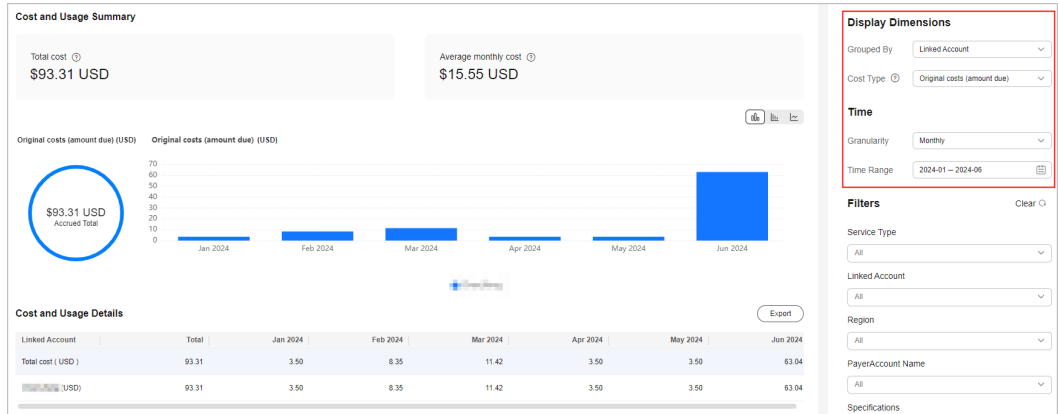 Cost and Usage Summary
Total cost
$93.31 USD
Average monthly cost
$15.55 USD
Original costs (amount due) (USD)
Original costs (amount due) (USD)
$93.31 USD
Accrued Total
70
60
50
40
30
20
10
0
Jan 2024 Feb 2024 Mar 2024 Apr 2024 May 2024 Jun 2024
Cost and Usage Details
Export
Linked Account Total Jan 2024 Feb 2024 Mar 2024 Apr 2024 May 2024 Jun 2024
Total cost ( USD ) 93.31 3.50 8.35 11.42 3.50 3.50 63.04
(USD) 93.31 3.50 8.35 11.42 3.50 3.50 63.04
Display Dimensions
Grouped By Linked Account
Cost Type Original costs (amount due)
Time
Granularity Monthly
Time Range 2024-01 – 2024-06
Filters Clear
Service Type
All
Linked Account
All
Region
All
PayerAccount Name
All
Specifications